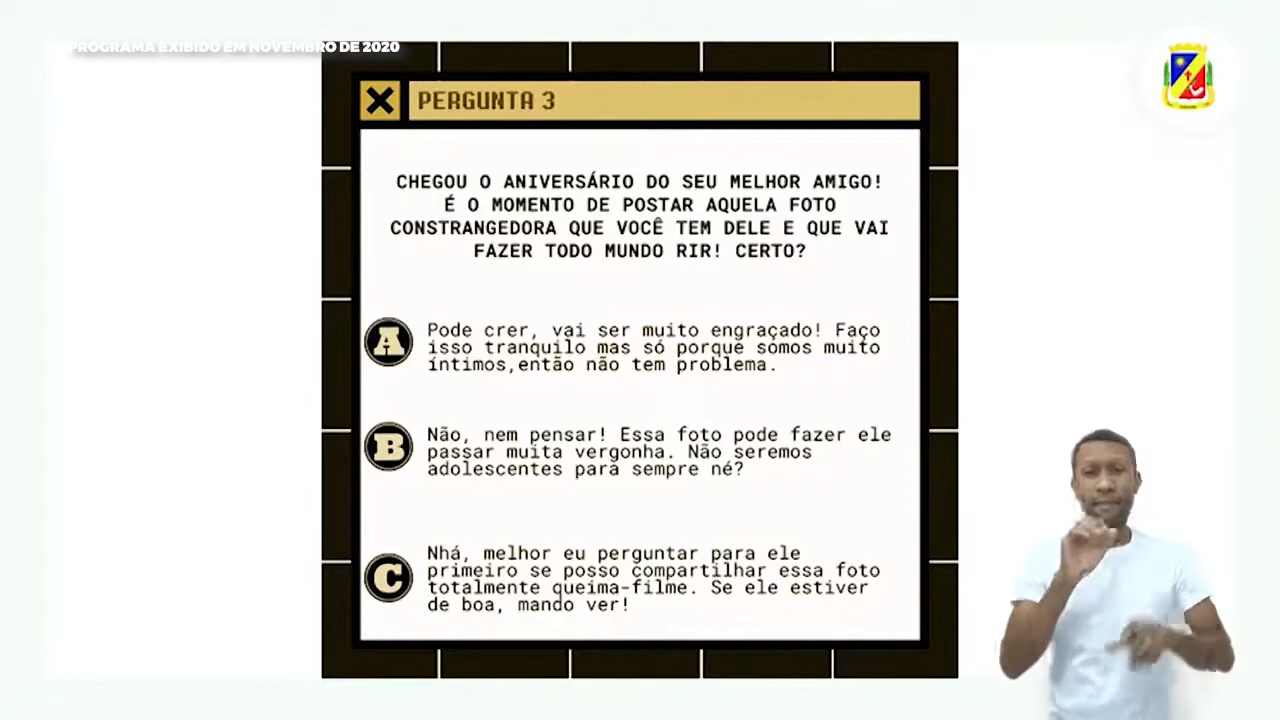 PROGRAMA EXIBIDO EM NOVEMBRO DE 2020
PERGUNTA 3
CHEGOU O ANIVERSÁRIO DO SEU MELHOR AMIGO!
É O MOMENTO DE POSTAR AQUELA FOTO
CONSTRANGEDORA QUE VOCÊ TEM DELE E QUE VAI
FAZER TODO MUNDO RIR! CERTO?
A
Pode crer, vai ser muito engraçado! Faço
isso tranquilo mas só porque somos muito
íntimos,então não tem problema.
B
Não, nem pensar! Essa foto pode fazer ele
passar muita vergonha. Não seremos
adolescentes para sempre né?
C
Nhá, melhor eu perguntar para ele
primeiro se posso compartilhar essa foto
totalmente queima-filme. Se ele estiver
de boa, mando ver!